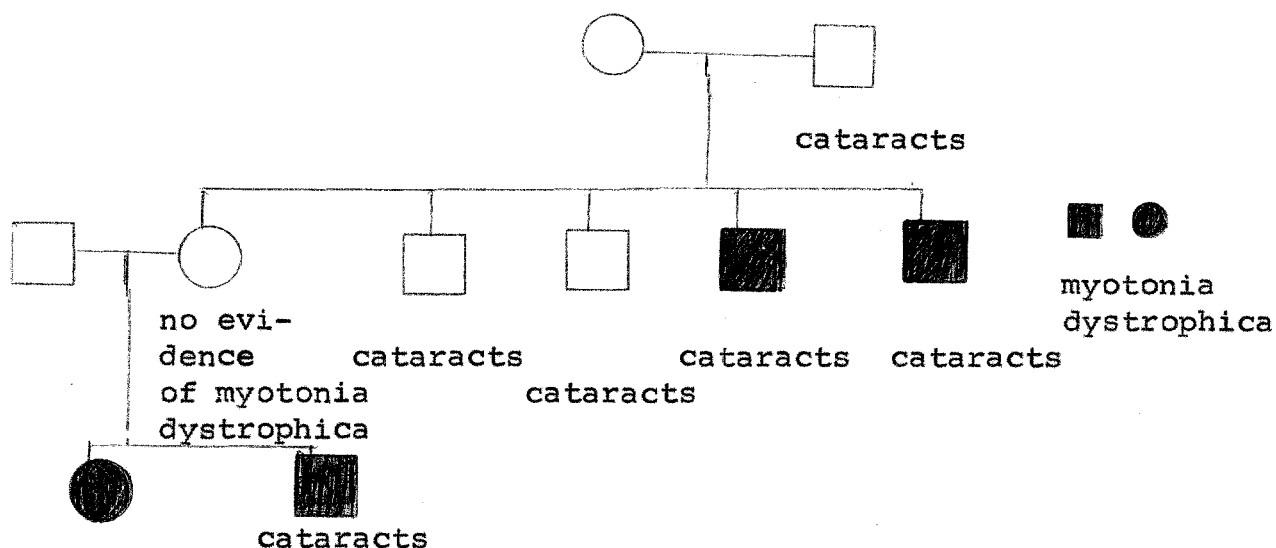 cataracts
myotonia
dystrophica
no evi-
dence
of myotonia
dystrophica
cataracts
cataracts
cataracts
cataracts
cataracts